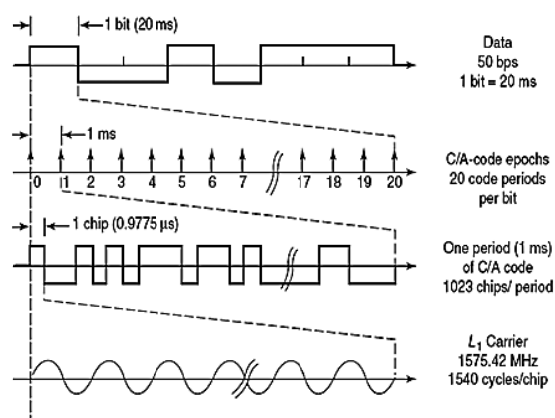 1 bit (20 ms)
Data
50 bps
1 bit = 20 ms
1 ms
0 1 2 3 4 5 6 7 17 18 19 20
C/A-code epochs
20 code periods
per bit
1 chip (0.9775 µs)
One period (1 ms)
of C/A code
1023 chips/ period
L₁ Carrier
1575.42 MHz
1540 cycles/chip